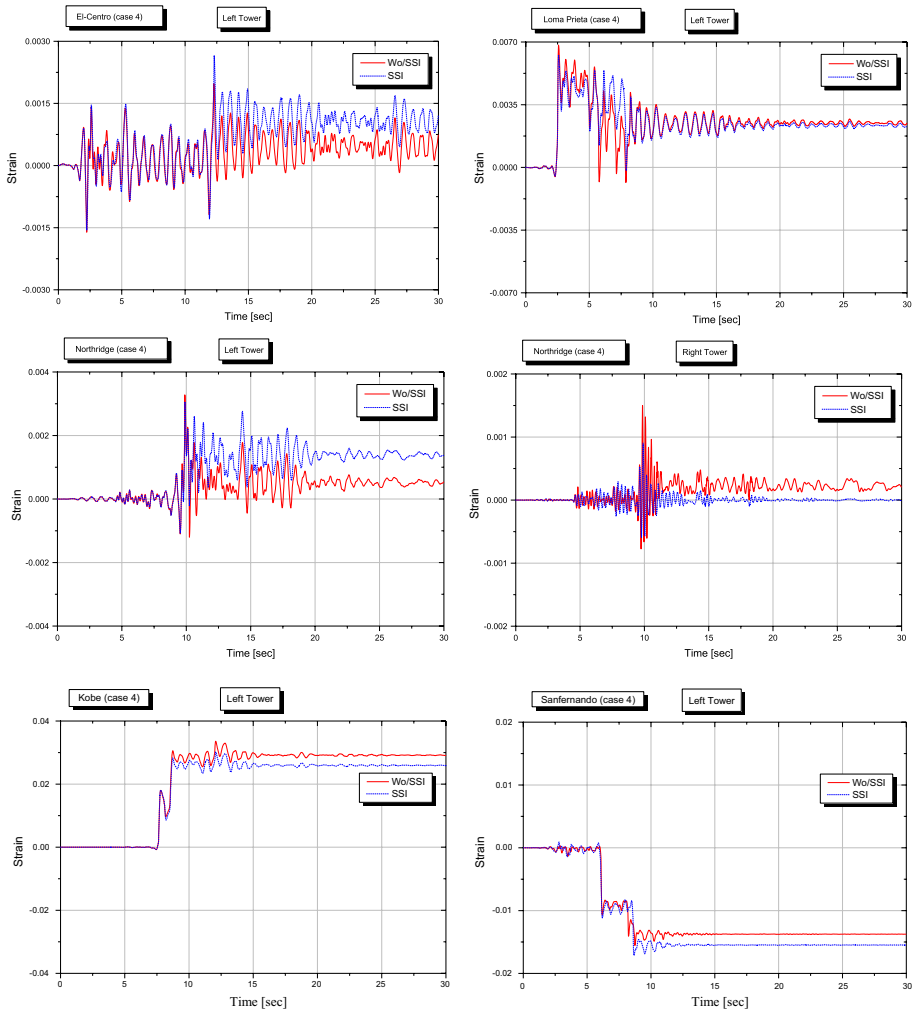 El-Centro (case 4)
Left Tower
0.0030
0.0015
0.0000
-0.0015
-0.0030
Strain
Wo/SSI
SSI
0 5 10 15 20 25 30
Time [sec]
Loma Prieta (case 4)
Left Tower
0.0070
0.0035
0.0000
-0.0035
-0.0070
Strain
Wo/SSI
SSI
0 5 10 15 20 25 30
Time [sec]
Northridge (case 4)
Left Tower
0.004
0.002
0.000
-0.002
-0.004
Strain
Wo/SSI
SSI
0 5 10 15 20 25 30
Time [sec]
Northridge (case 4)
Right Tower
0.002
0.001
0.000
-0.001
-0.002
Strain
Wo/SSI
SSI
0 5 10 15 20 25 30
Time [sec]
Kobe (case 4)
Left Tower
0.04
0.02
0.00
-0.02
-0.04
Strain
Wo/SSI
SSI
0 5 10 15 20 25 30
Time [sec]
Sanfernando (case 4)
Left Tower
0.02
0.01
0.00
-0.01
-0.02
Strain
Wo/SSI
SSI
0 5 10 15 20 25 30
Time [sec]